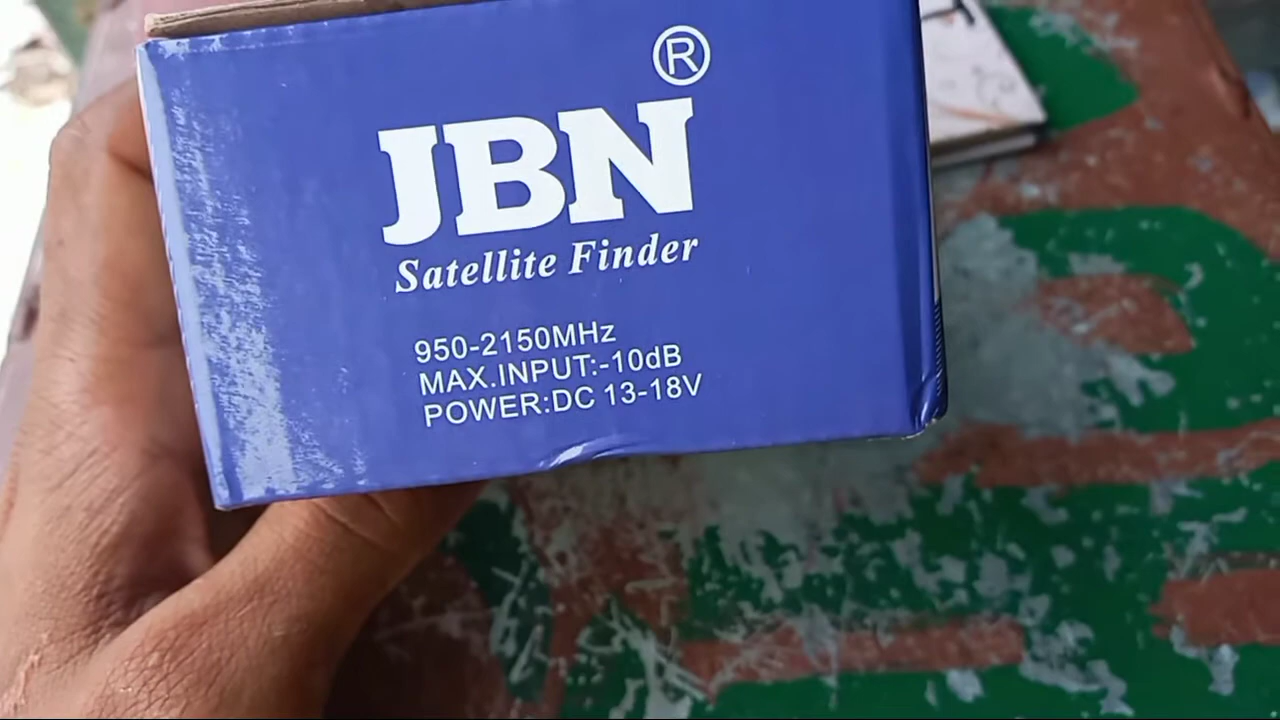 JBN®
Satellite Finder
950-2150MHz
MAX.INPUT:-10dB
POWER:DC 13-18V